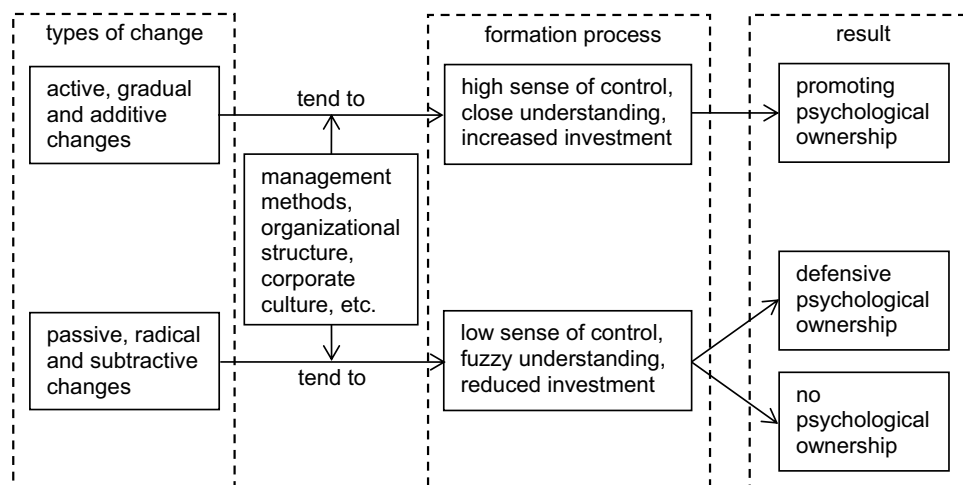 types of change
formation process
result
active, gradual
and additive
changes
tend to
high sense of control,
close understanding,
increased investment
promoting
psychological
ownership
management
methods,
organizational
structure,
corporate
culture, etc.
passive, radical
and subtractive
changes
tend to
low sense of control,
fuzzy understanding,
reduced investment
defensive
psychological
ownership
no
psychological
ownership